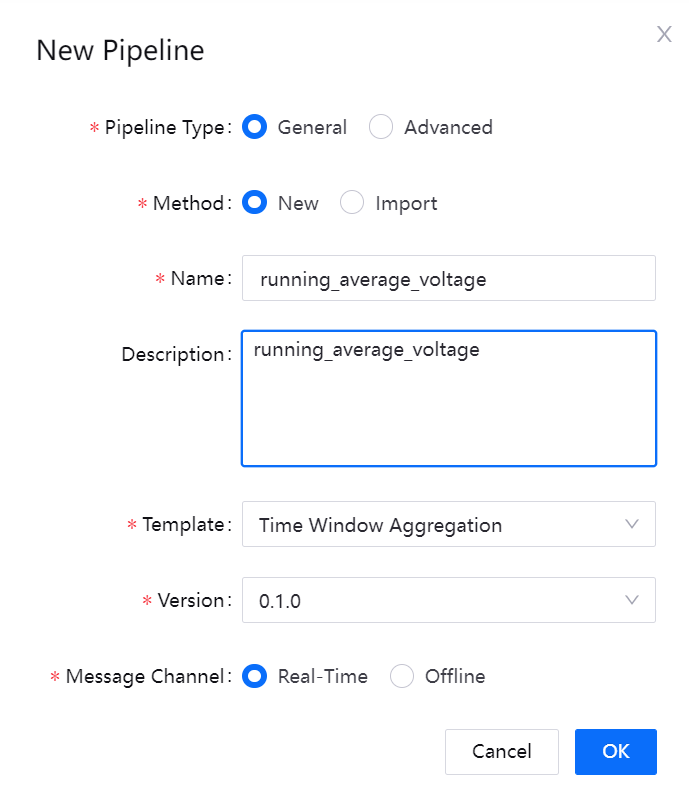 New Pipeline
X
* Pipeline Type: General Advanced
* Method: New Import
* Name: running_average_voltage
Description: running_average_voltage
* Template: Time Window Aggregation
* Version: 0.1.0
* Message Channel: Real-Time Offline
Cancel OK